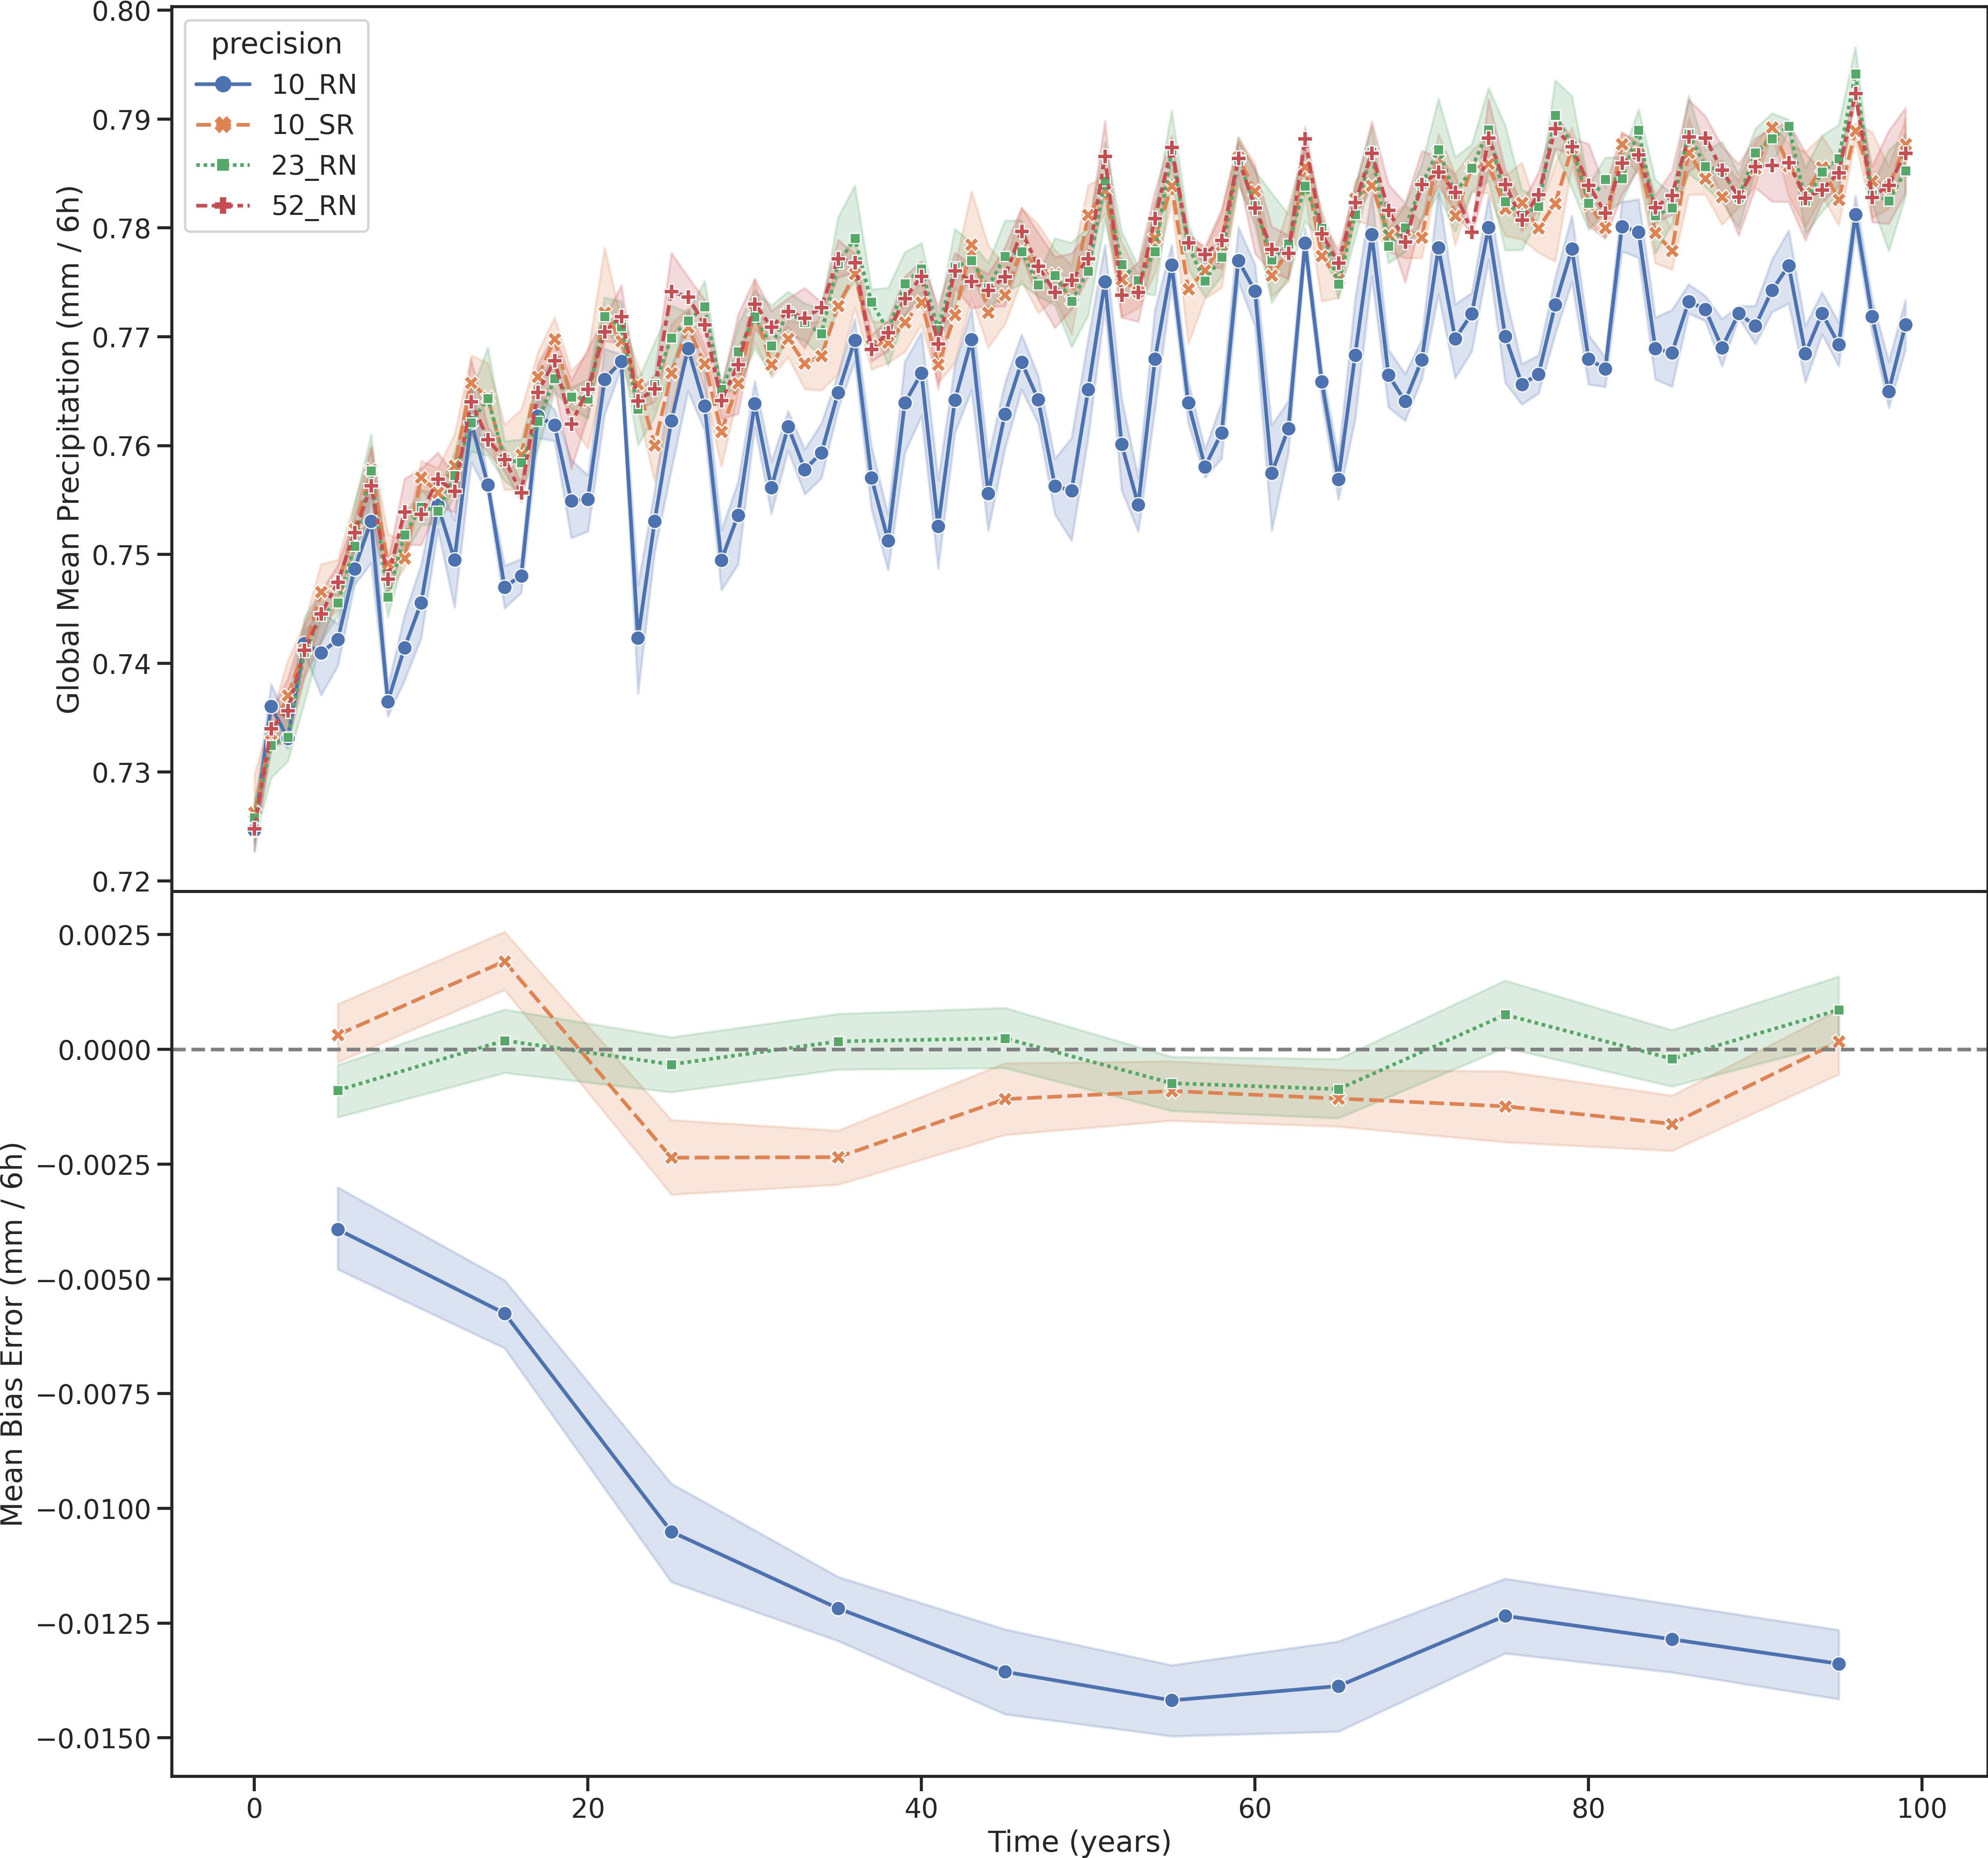 precision
10_RN
10_SR
23_RN
52_RN
Global Mean Precipitation (mm / 6h)
0.80
0.79
0.78
0.77
0.76
0.75
0.74
0.73
0.72
Mean Bias Error (mm / 6h)
0.0025
0.0000
−0.0025
−0.0050
−0.0075
−0.0100
−0.0125
−0.0150
0 20 40 60 80 100
Time (years)